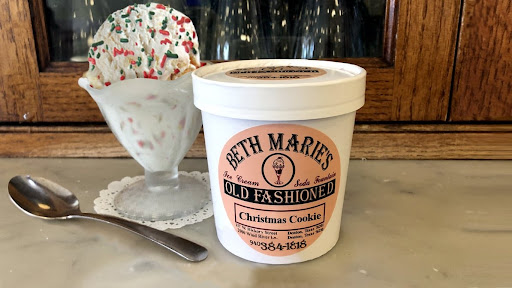 BETH MARIE'S
Ice Cream Soda Fountain
OLD FASHIONED
Christmas Cookie
940 384-1818